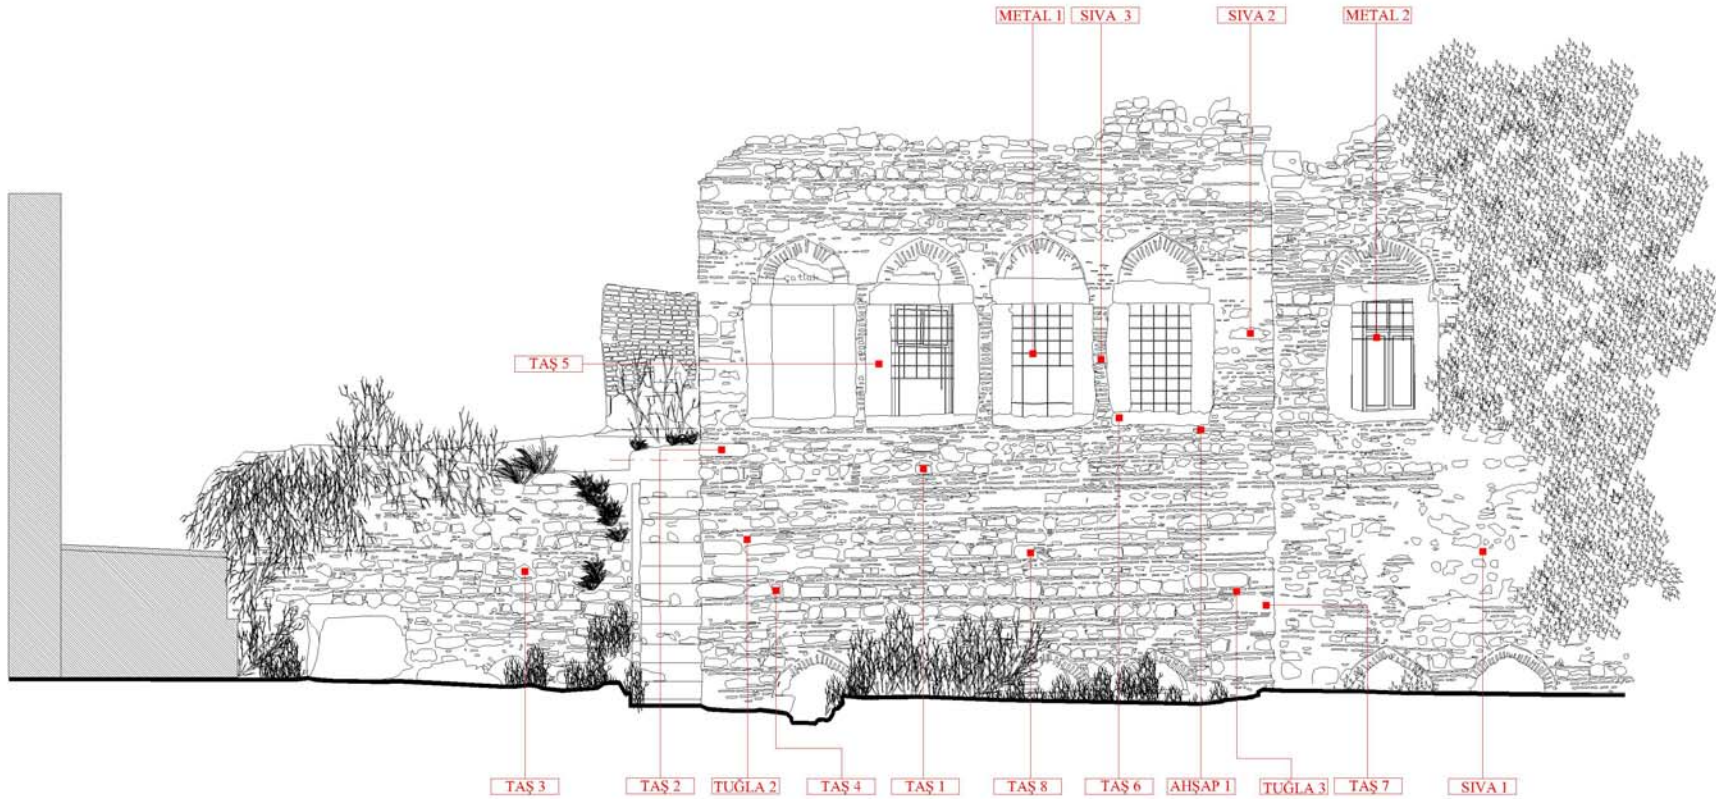 METAL 1
SIVA 3
SIVA 2
METAL 2
çatlak
TAŞ 5
TAŞ 3
TAŞ 2
TUĞLA 2
TAŞ 4
TAŞ 1
TAŞ 8
TAŞ 6
AHŞAP 1
TUĞLA 3
TAŞ 7
SIVA 1